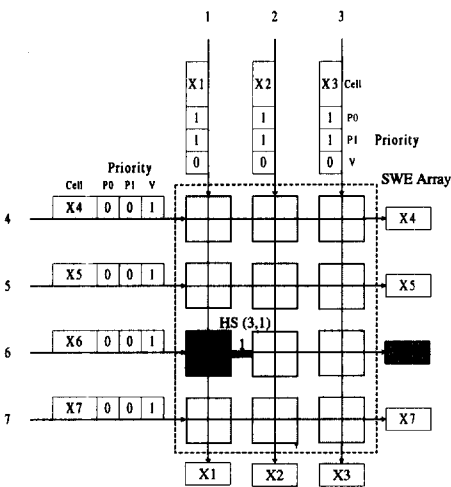 1 2 3
X1 X2 X3 Cell
1 1 1 P0
1 1 1 P1 Priority
0 0 0 V
Priority
Cell P0 P1 V
SWE Array
4 X4 0 0 1 X4
5 X5 0 0 1 X5
HS (3,1)
6 X6 0 0 1 1
7 X7 0 0 1 X7
X1 X2 X3